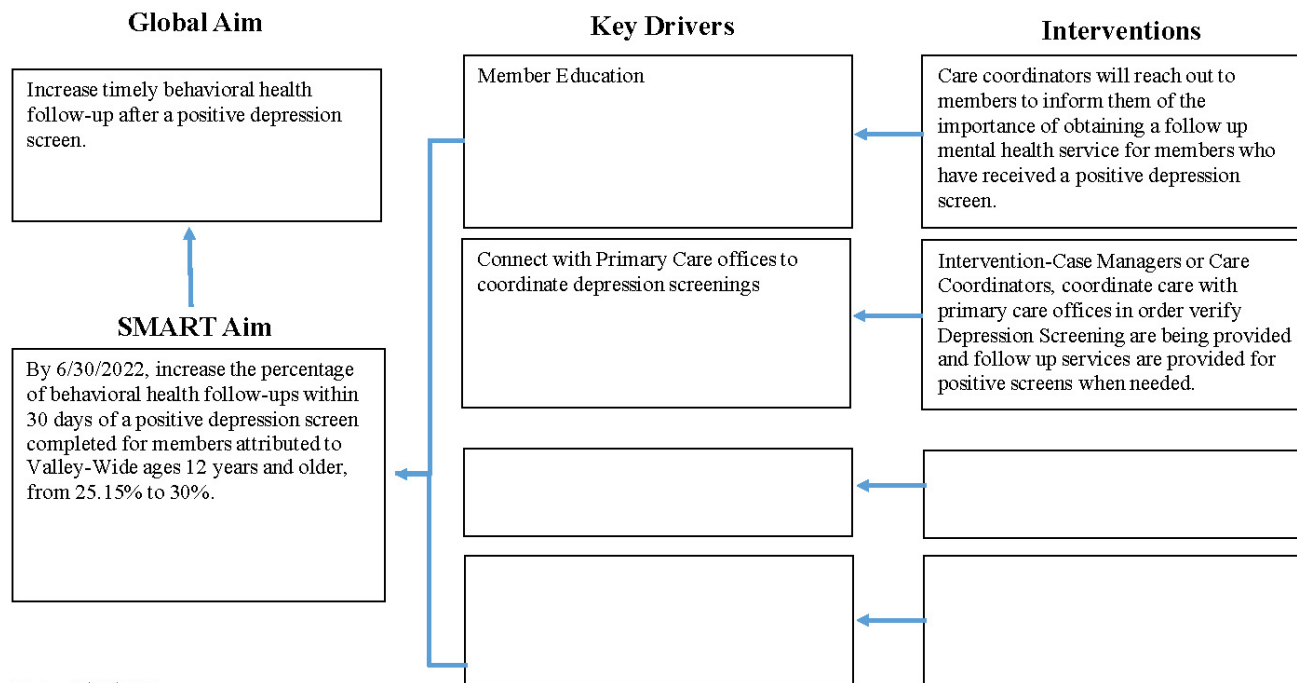 Global Aim
Increase timely behavioral health
follow-up after a positive depression
screen.
SMART Aim
By 6/30/2022, increase the percentage
of behavioral health follow-ups within
30 days of a positive depression screen
completed for members attributed to
Valley-Wide ages 12 years and older,
from 25.15% to 30%.
Key Drivers
Member Education
Connect with Primary Care offices to
coordinate depression screenings
Interventions
Care coordinators will reach out to
members to inform them of the
importance of obtaining a follow up
mental health service for members who
have received a positive depression
screen.
Intervention-Case Managers or Care
Coordinators, coordinate care with
primary care offices in order verify
Depression Screening are being provided
and follow up services are provided for
positive screens when needed.